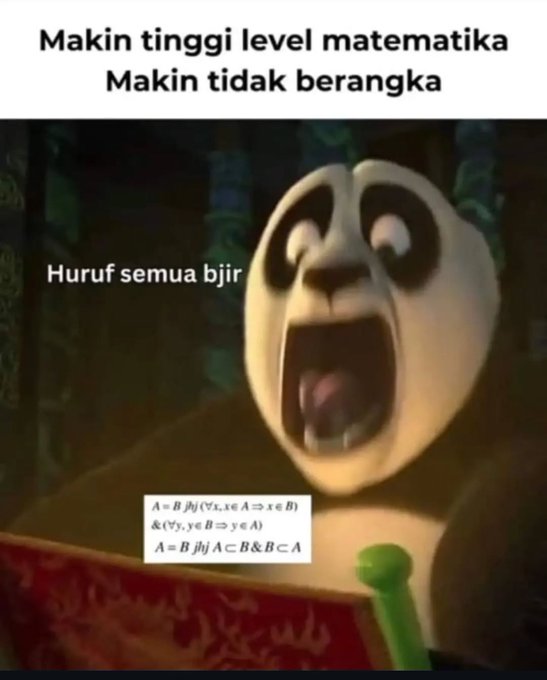 Makin tinggi level matematika
Makin tidak berangka
Huruf semua bjir
A = B jhj (∀x, x∈ A ⇒ x∈ B)
&(∀y, y∈ B ⇒ y∈ A)
A = B jhj A⊂B&B⊂A